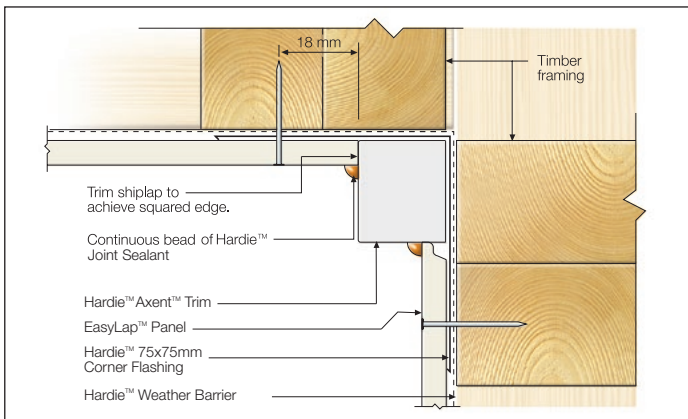 18 mm
Timber
framing
Trim shiplap to
achieve squared edge.
Continuous bead of Hardie™
Joint Sealant
Hardie™ Axent™ Trim
EasyLap™ Panel
Hardie™ 75x75mm
Corner Flashing
Hardie™ Weather Barrier